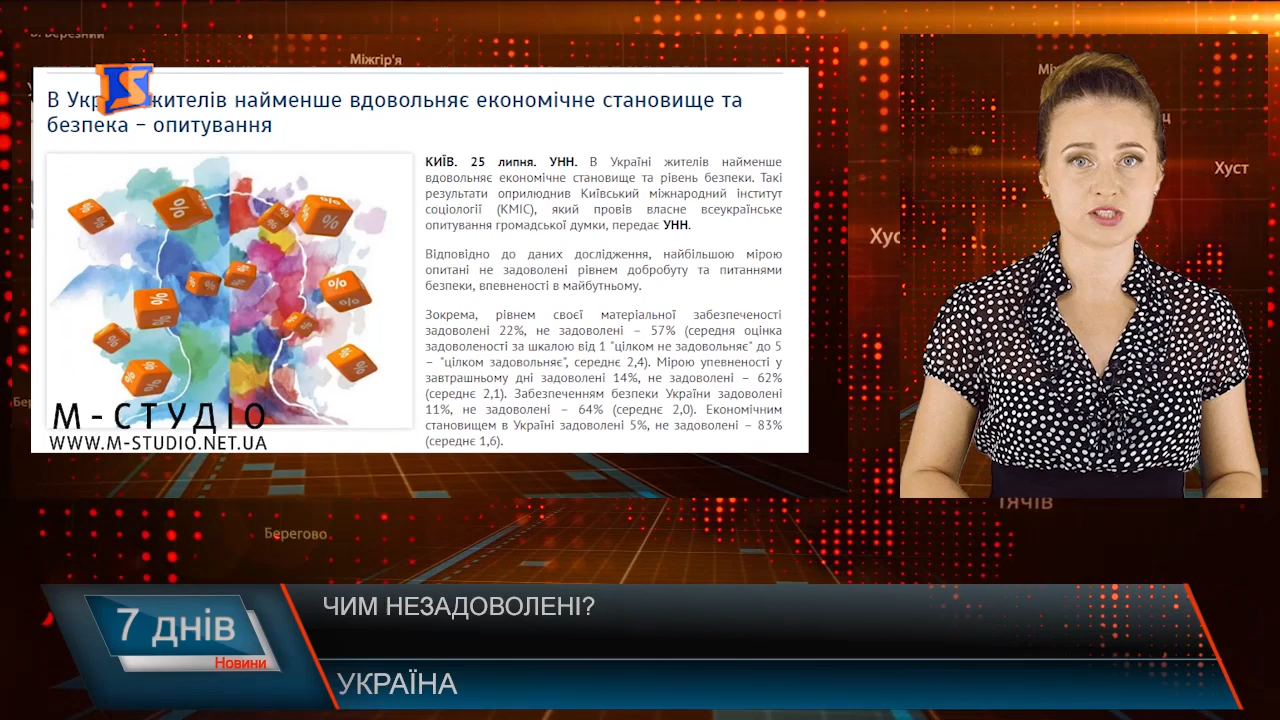 В. Березний
Міжгір'я
В Укр жителів найменше вдовольняє економічне становище та
безпека – опитування
КИЇВ. 25 липня. УНН. В Україні жителів найменше
вдовольняє економічне становище та рівень безпеки. Такі
результати оприлюднив Київський міжнародний інститут
соціології (КМІС), який провів власне всеукраїнське
опитування громадської думки, передає УНН.
Відповідно до даних дослідження, найбільшою мірою
опитані не задоволені рівнем добробуту та питаннями
безпеки, впевненості в майбутньому.
Зокрема, рівнем своєї матеріальної забезпеченості
задоволені 22%, не задоволені – 57% (середня оцінка
задоволеності за шкалою від 1 "цілком не задовольняє" до 5
– "цілком задовольняє", середнє 2,4). Мірою упевненості у
завтрашньому дні задоволені 14%, не задоволені – 62%
(середнє 2,1). Забезпеченням безпеки України задоволені
11%, не задоволені – 64% (середнє 2,0). Економічним
становищем в Україні задоволені 5%, не задоволені – 83%
(середнє 1,6).
М-СТУДІО
WWW.M-STUDIO.NET.UA
Хуст
Хус
Тячів
Берегово
7 днів
Новини
ЧИМ НЕЗАДОВОЛЕНІ?
УКРАЇНА